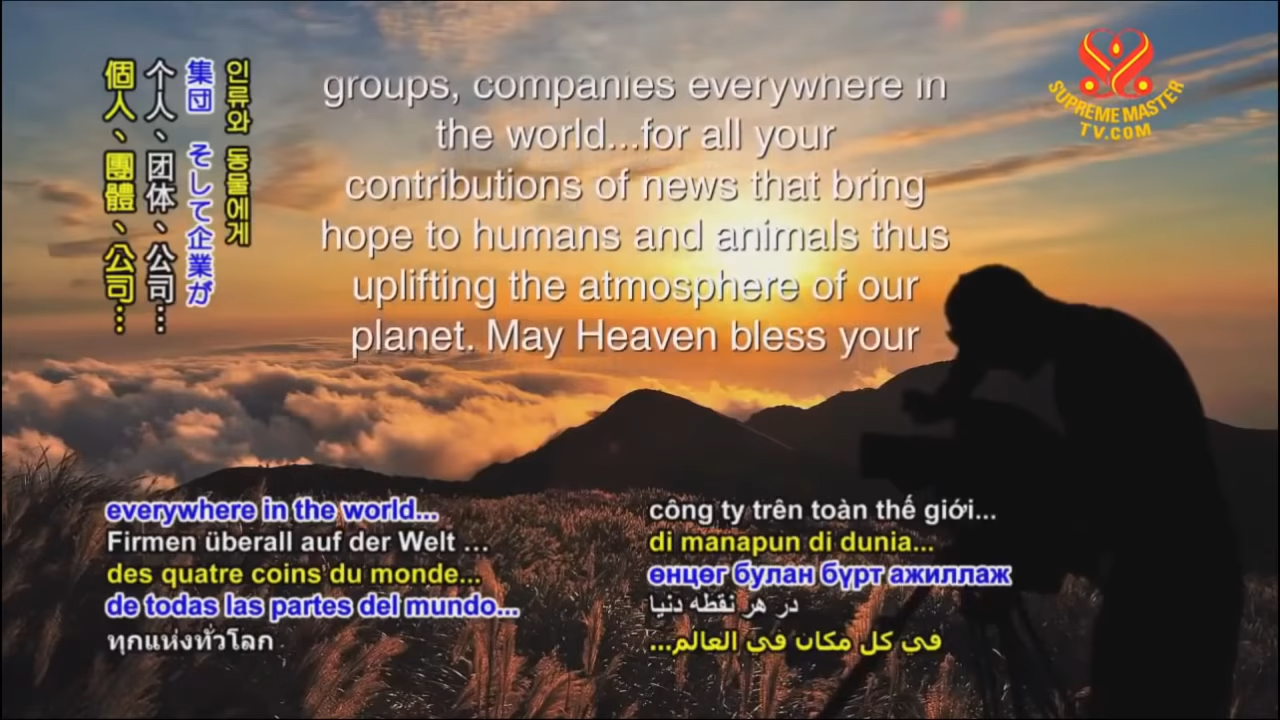 個人、團體、公司…
个人、团体、公司…
集団　そして企業が
인류와 동물에게
groups, companies everywhere in
the world...for all your
contributions of news that bring
hope to humans and animals thus
uplifting the atmosphere of our
planet. May Heaven bless your
SUPREME MASTER
TV.COM
everywhere in the world...
Firmen überall auf der Welt ...
des quatre coins du monde...
de todas las partes del mundo...
ทุกแห่งทั่วโลก
công ty trên toàn thế giới...
di manapun di dunia...
өнцөг булан бүрт ажиллаж
در هر نقطه دنیا
في كل مكان في العالم...